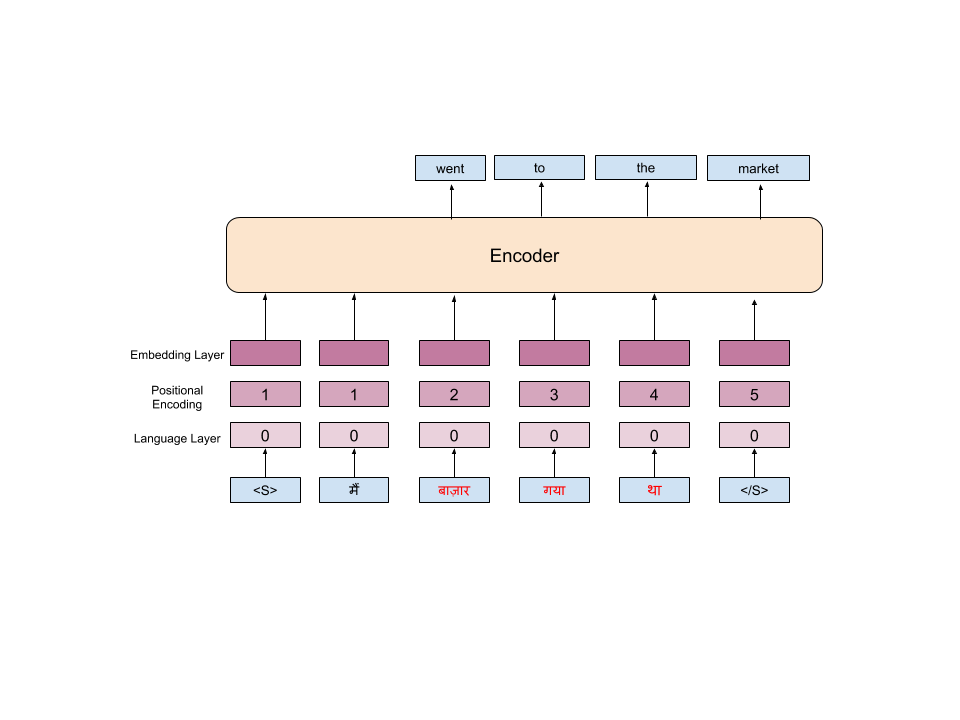 went to the market
Encoder
Embedding Layer
Positional Encoding 1 1 2 3 4 5
Language Layer 0 0 0 0 0 0
<S> मैं बाज़ार गया था </S>